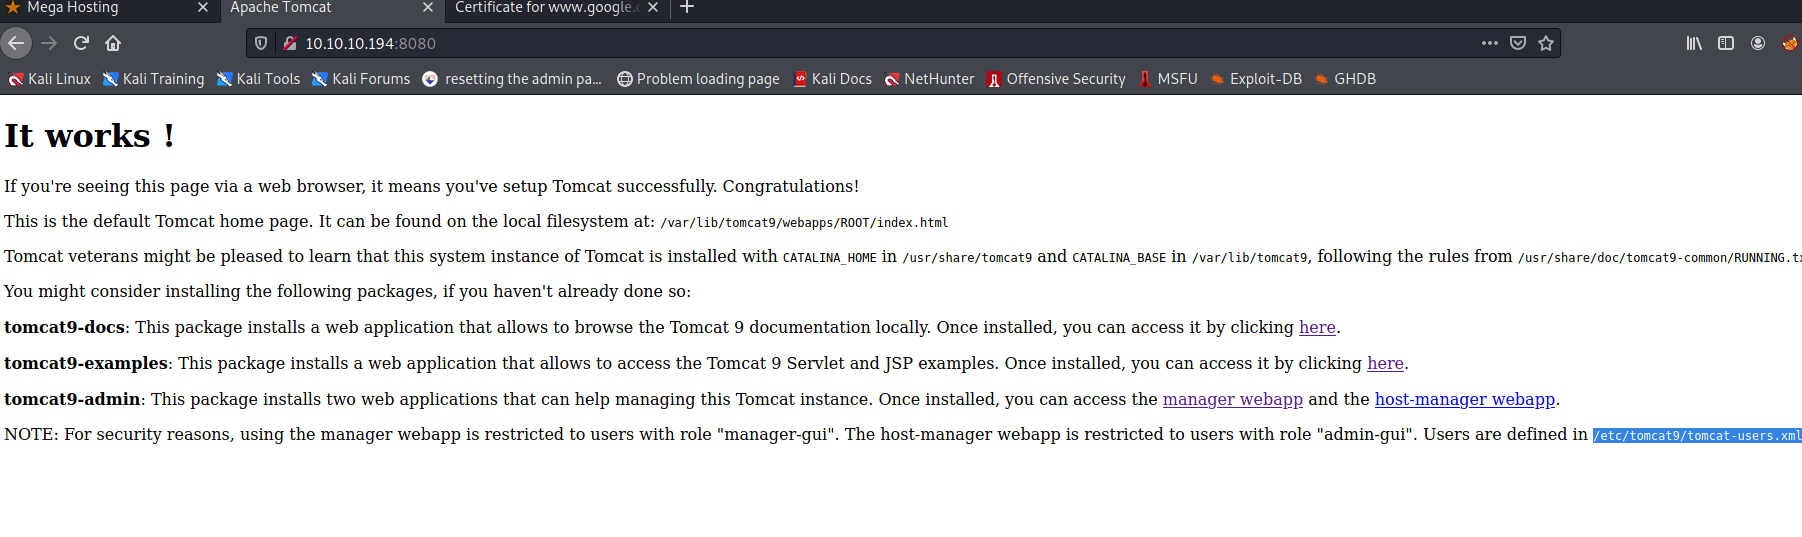 Mega Hosting
Apache Tomcat
Certificate for www.google.c
10.10.10.194:8080
Kali Linux Kali Training Kali Tools Kali Forums resetting the admin pa... Problem loading page Kali Docs NetHunter Offensive Security MSFU Exploit-DB GHDB
It works !
If you're seeing this page via a web browser, it means you've setup Tomcat successfully. Congratulations!
This is the default Tomcat home page. It can be found on the local filesystem at: /var/lib/tomcat9/webapps/ROOT/index.html
Tomcat veterans might be pleased to learn that this system instance of Tomcat is installed with CATALINA_HOME in /usr/share/tomcat9 and CATALINA_BASE in /var/lib/tomcat9, following the rules from /usr/share/doc/tomcat9-common/RUNNING.tx
You might consider installing the following packages, if you haven't already done so:
tomcat9-docs: This package installs a web application that allows to browse the Tomcat 9 documentation locally. Once installed, you can access it by clicking here.
tomcat9-examples: This package installs a web application that allows to access the Tomcat 9 Servlet and JSP examples. Once installed, you can access it by clicking here.
tomcat9-admin: This package installs two web applications that can help managing this Tomcat instance. Once installed, you can access the manager webapp and the host-manager webapp.
NOTE: For security reasons, using the manager webapp is restricted to users with role "manager-gui". The host-manager webapp is restricted to users with role "admin-gui". Users are defined in /etc/tomcat9/tomcat-users.xml